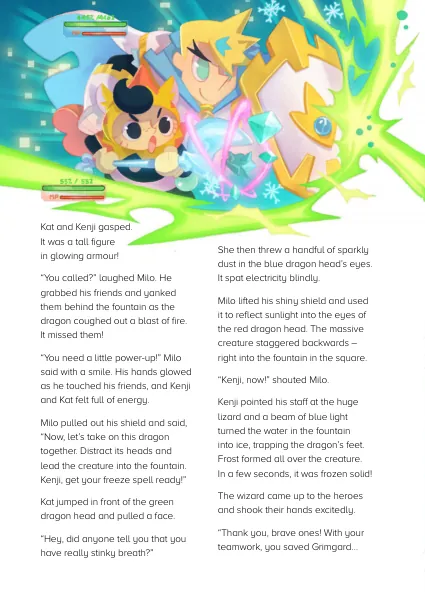 MP
551 / 551
MP
Kat and Kenji gasped.
It was a tall figure
in glowing armour!
“You called?” laughed Milo. He
grabbed his friends and yanked
them behind the fountain as the
dragon coughed out a blast of fire.
It missed them!
“You need a little power-up!” Milo
said with a smile. His hands glowed
as he touched his friends, and Kenji
and Kat felt full of energy.
Milo pulled out his shield and said,
“Now, let’s take on this dragon
together. Distract its heads and
lead the creature into the fountain.
Kenji, get your freeze spell ready!”
Kat jumped in front of the green
dragon head and pulled a face.
“Hey, did anyone tell you that you
have really stinky breath?”
She then threw a handful of sparkly
dust in the blue dragon head’s eyes.
It spat electricity blindly.
Milo lifted his shiny shield and used
it to reflect sunlight into the eyes of
the red dragon head. The massive
creature staggered backwards –
right into the fountain in the square.
“Kenji, now!” shouted Milo.
Kenji pointed his staff at the huge
lizard and a beam of blue light
turned the water in the fountain
into ice, trapping the dragon’s feet.
Frost formed all over the creature.
In a few seconds, it was frozen solid!
The wizard came up to the heroes
and shook their hands excitedly.
“Thank you, brave ones! With your
teamwork, you saved Grimgard...